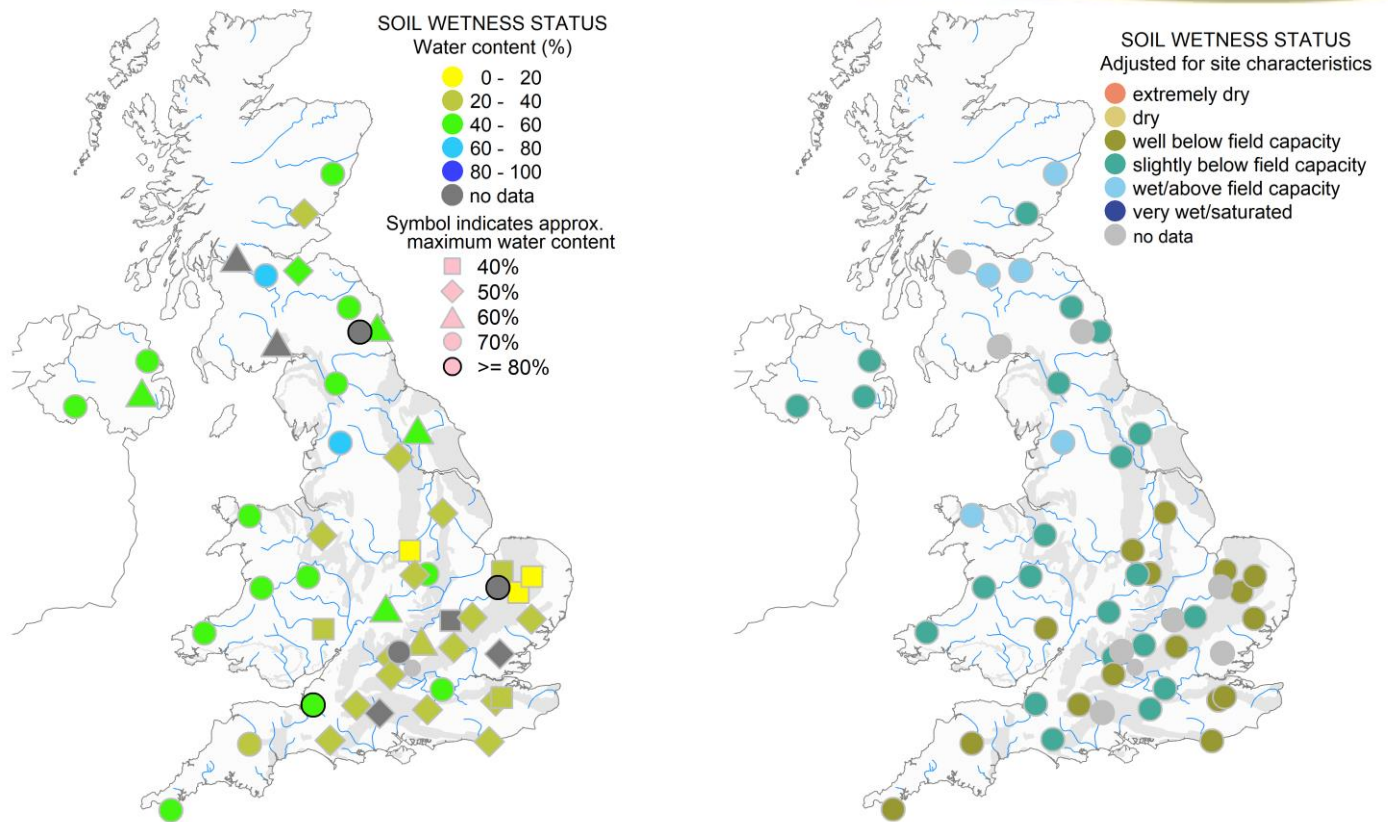 SOIL WETNESS STATUS
Water content (%)
0 - 20
20 - 40
40 - 60
60 - 80
80 - 100
no data
Symbol indicates approx.
maximum water content
40%
50%
60%
70%
>= 80%
SOIL WETNESS STATUS
Adjusted for site characteristics
extremely dry
dry
well below field capacity
slightly below field capacity
wet/above field capacity
very wet/saturated
no data